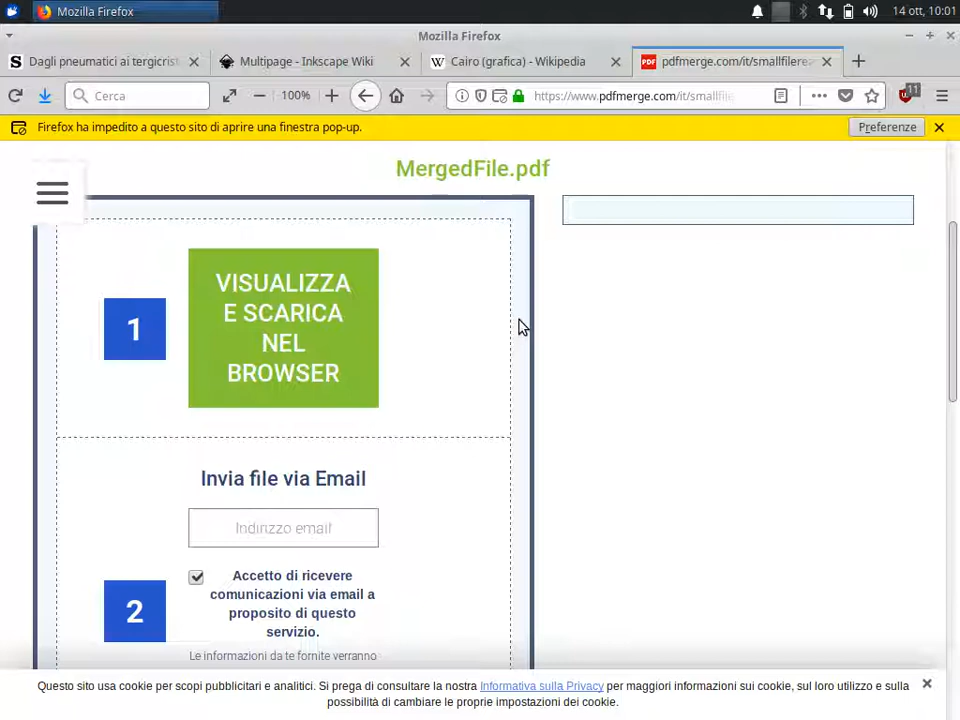 Mozilla Firefox
14 ott, 10:01
Mozilla Firefox
Dagli pneumatici ai tergicrist
Multipage - Inkscape Wiki
Cairo (grafica) - Wikipedia
pdfmerge.com/it/smallfilerea
Cerca
100%
https://www.pdfmerge.com/it/smallfile
11
Firefox ha impedito a questo sito di aprire una finestra pop-up.
Preferenze
MergedFile.pdf
1
VISUALIZZA
E SCARICA
NEL
BROWSER
Invia file via Email
Indirizzo email
2
Accetto di ricevere
comunicazioni via email a
proposito di questo
servizio.
Le informazioni da te fornite verranno
Questo sito usa cookie per scopi pubblicitari e analitici. Si prega di consultare la nostra Informativa sulla Privacy per maggiori informazioni sui cookie, sul loro utilizzo e sulla
possibilità di cambiare le proprie impostazioni dei cookie.